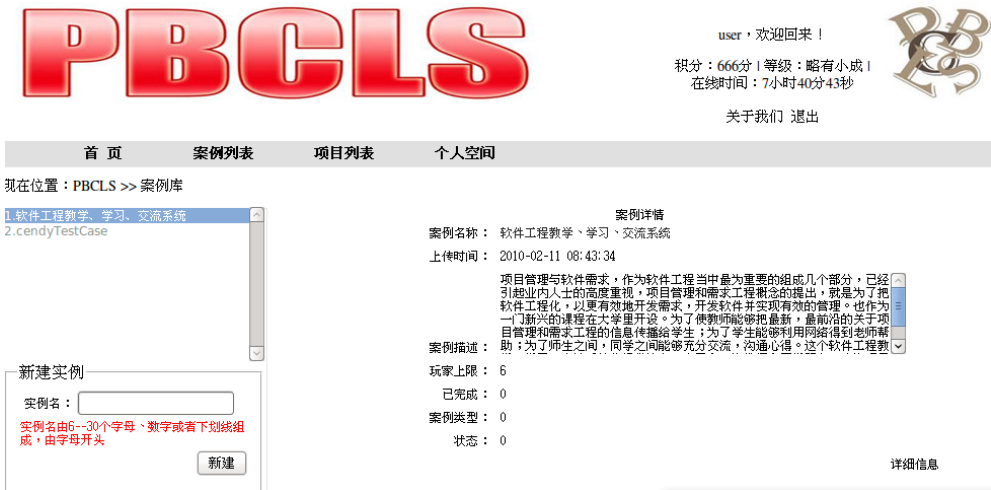 PBCLS
user，欢迎回来！
积分：666分 | 等级：略有小成 |
在线时间：7小时40分43秒
关于我们 退出
首 页 案例列表 项目列表 个人空间
现在位置：PBCLS >> 案例库
1.软件工程教学、学习、交流系统
2.cendyTestCase
新建实例
实例名：
实例名由6--30个字母、数字或者下划线组
成，由字母开头
新建
案例详情
案例名称： 软件工程教学、学习、交流系统
上传时间： 2010-02-11 08:43:34
案例描述：
项目管理与软件需求，作为软件工程当中最为重要的组成几个部分，已经
引起业内人士的高度重视，项目管理和需求工程概念的提出，就是为了把
软件工程化，以更有效地开发需求，开发软件并实现有效的管理。也作为
一门新兴的课程在大学里开设。为了使教师能够把最新，最前沿的关于项
目管理和需求工程的信息传播给学生；为了学生能够利用网络得到老师帮
助；为了师生之间，同学之间能够充分交流，沟通心得。这个软件工程教
玩家上限： 6
已完成： 0
案例类型： 0
状态： 0
详细信息